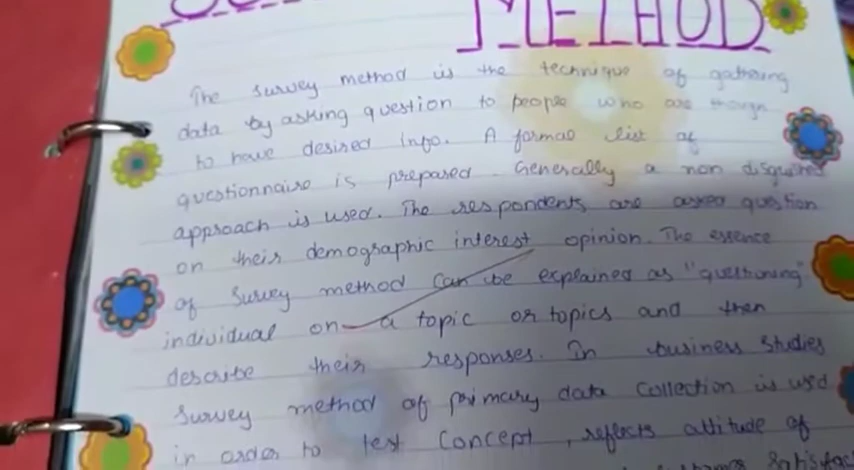 METHOD
The survey method is the technique of gathering
data by asking question to people who are though
to have desired info. A formal list of
questionnaire is prepared. Generally a non disguised
approach is used. The respondents are asked question
on their demographic interest opinion. The essence
of survey method can be explained as "questioning"
individual on a topic or topics and then
describe their responses. In business studies
survey method of primary data collection is used
in order to test concept, reflects attitude of